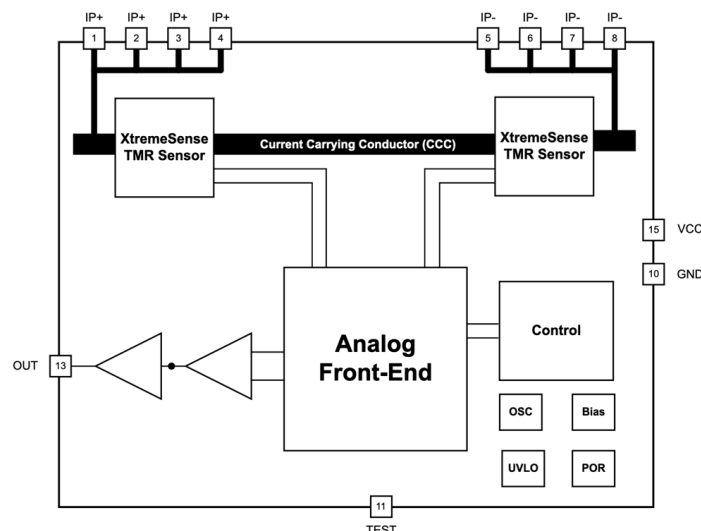 IP+ IP+ IP+ IP+ IP- IP- IP- IP-
1 2 3 4 5 6 7 8
XtremeSense
TMR Sensor
Current Carrying Conductor (CCC)
XtremeSense
TMR Sensor
15 VCC
10 GND
Analog
Front-End
Control
OUT 13
OSC Bias
UVLO POR
11
TEST